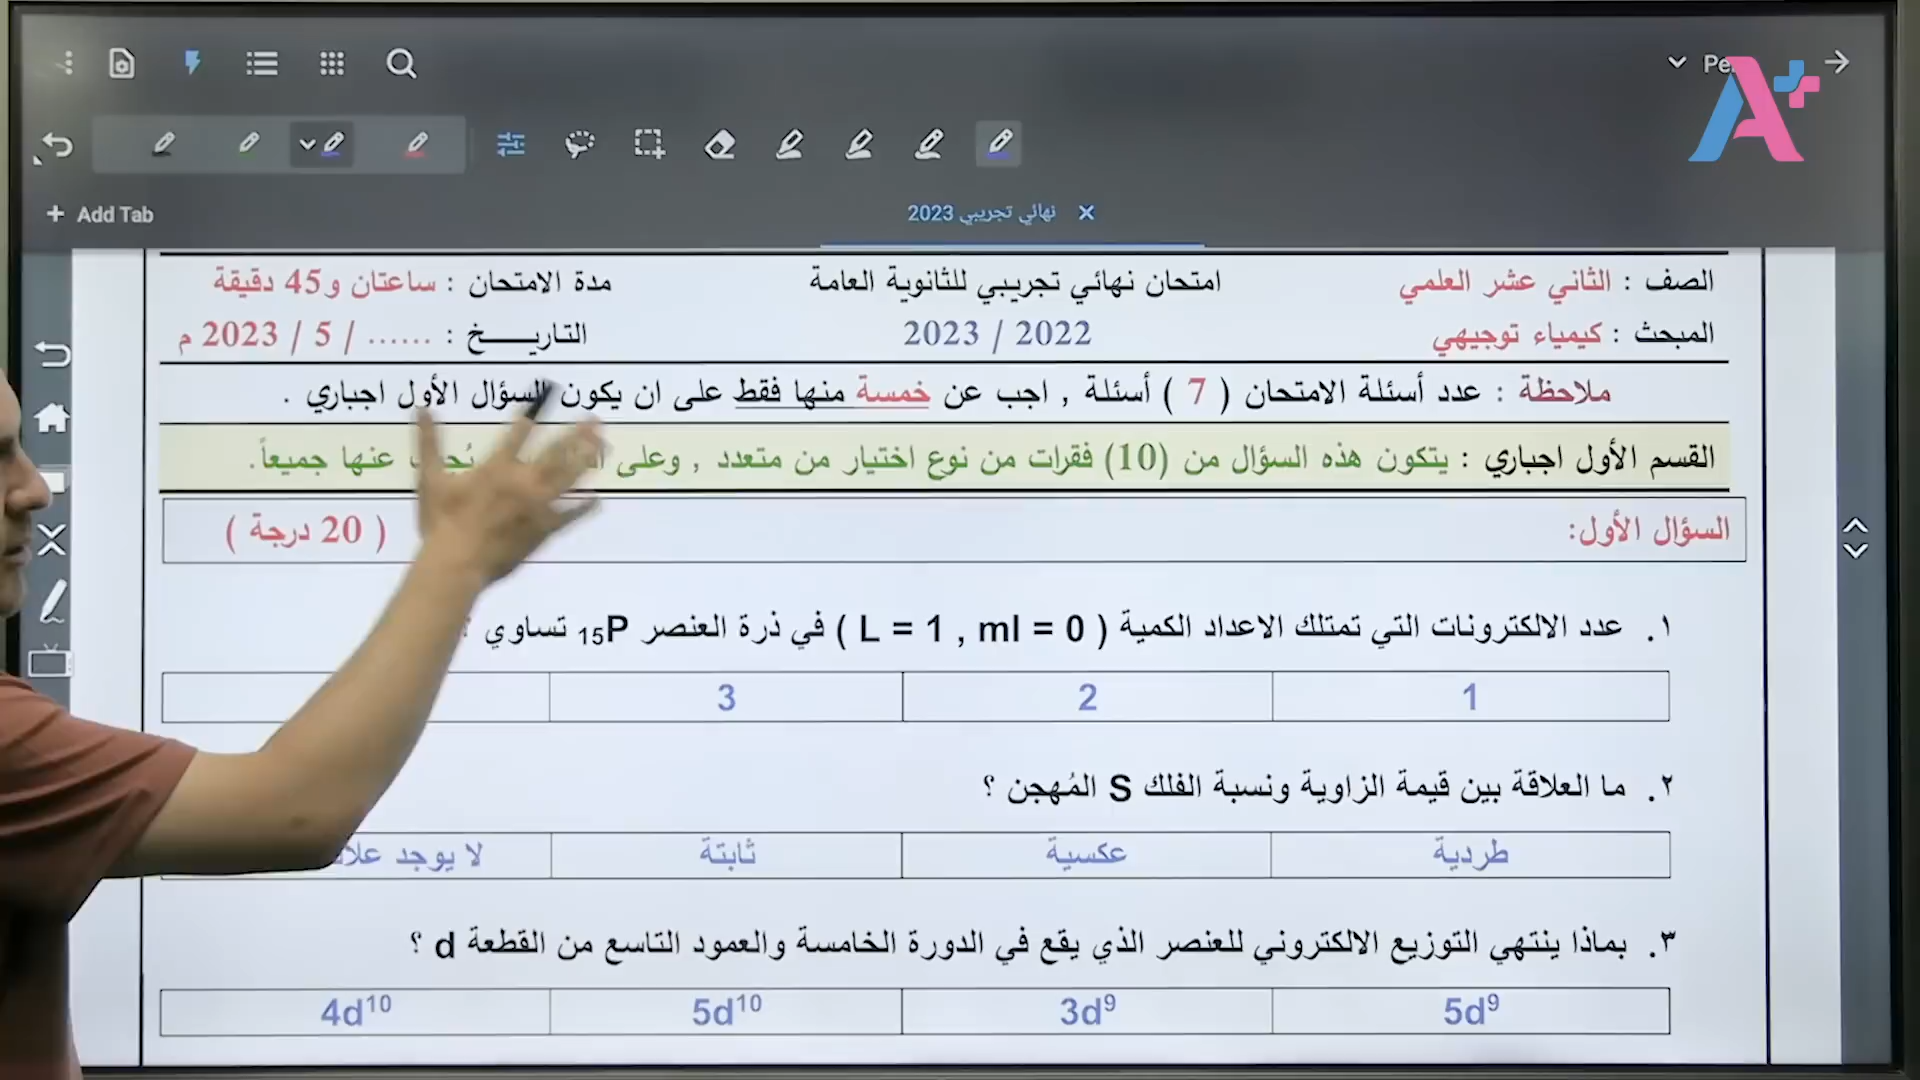 A+
Add Tab
نهائي تجريبي 2023
الصف : الثاني عشر العلمي
امتحان نهائي تجريبي للثانوية العامة
مدة الامتحان : ساعتان و45 دقيقة
المبحث : كيمياء توجيهي
2022 / 2023
التاريـــــخ : ...... / 5 / 2023 م
ملاحظة : عدد أسئلة الامتحان ( 7 ) أسئلة , اجب عن خمسة منها فقط على ان يكون السؤال الأول اجباري .
القسم الأول اجباري : يتكون هذه السؤال من (10) فقرات من نوع اختيار من متعدد , وعلى عنها جميعاً.
السؤال الأول:
( 20 درجة )
١. عدد الالكترونات التي تمتلك الاعداد الكمية ( L = 1 , ml = 0 ) في ذرة العنصر 15P تساوي
1
2
3
٢. ما العلاقة بين قيمة الزاوية ونسبة الفلك S المُهجن ؟
طردية
عكسية
ثابتة
لا يوجد
٣. بماذا ينتهي التوزيع الالكتروني للعنصر الذي يقع في الدورة الخامسة والعمود التاسع من القطعة d ؟
5d⁹
3d⁹
5d¹⁰
4d¹⁰